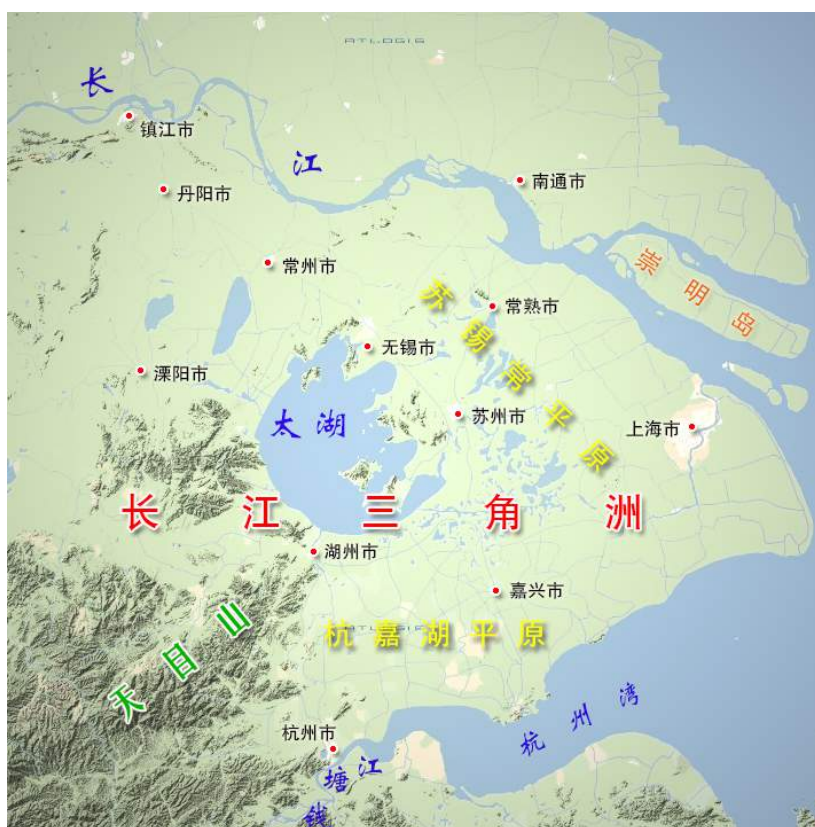 ATLOGIS
长江
镇江市
丹阳市
南通市
常州市
崇明岛
苏锡常平原
常熟市
无锡市
溧阳市
太湖
苏州市
上海市
长江三角洲
湖州市
嘉兴市
天目山
杭嘉湖平原
ATLOGIS
杭州湾
杭州市
钱塘江